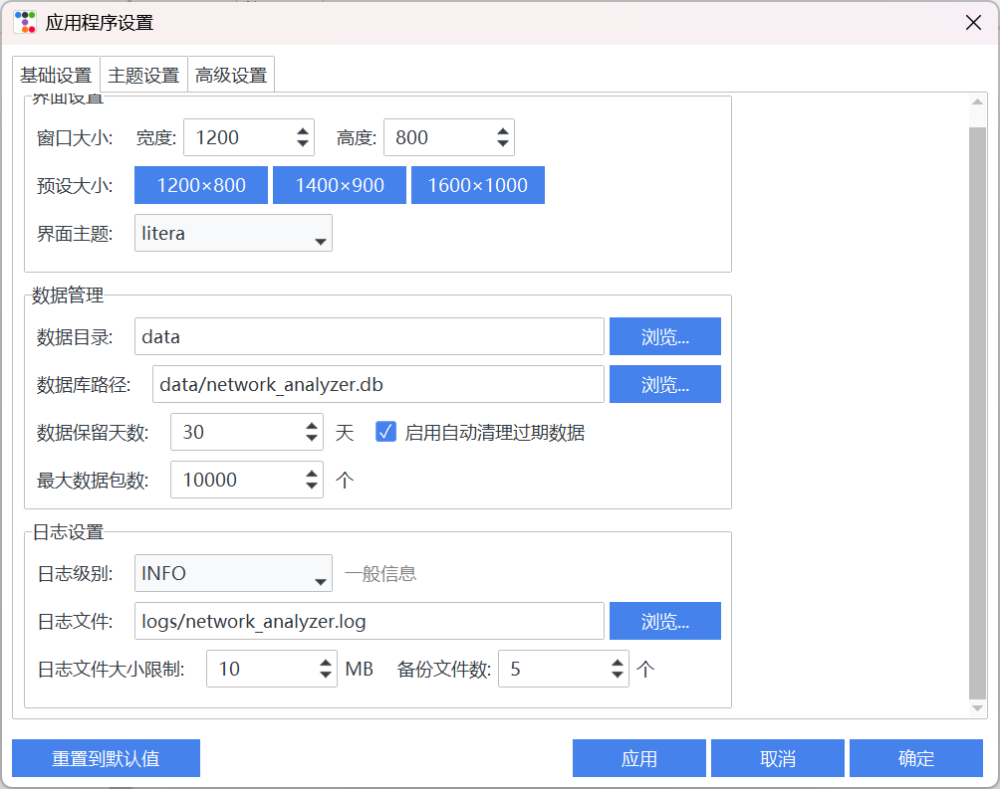 应用程序设置
基础设置 主题设置 高级设置
界面设置
窗口大小: 宽度: 1200 高度: 800
预设大小: 1200×800 1400×900 1600×1000
界面主题: litera
数据管理
数据目录: data 浏览...
数据库路径: data/network_analyzer.db 浏览...
数据保留天数: 30 天 启用自动清理过期数据
最大数据包数: 10000 个
日志设置
日志级别: INFO 一般信息
日志文件: logs/network_analyzer.log 浏览...
日志文件大小限制: 10 MB 备份文件数: 5 个
重置到默认值 应用 取消 确定